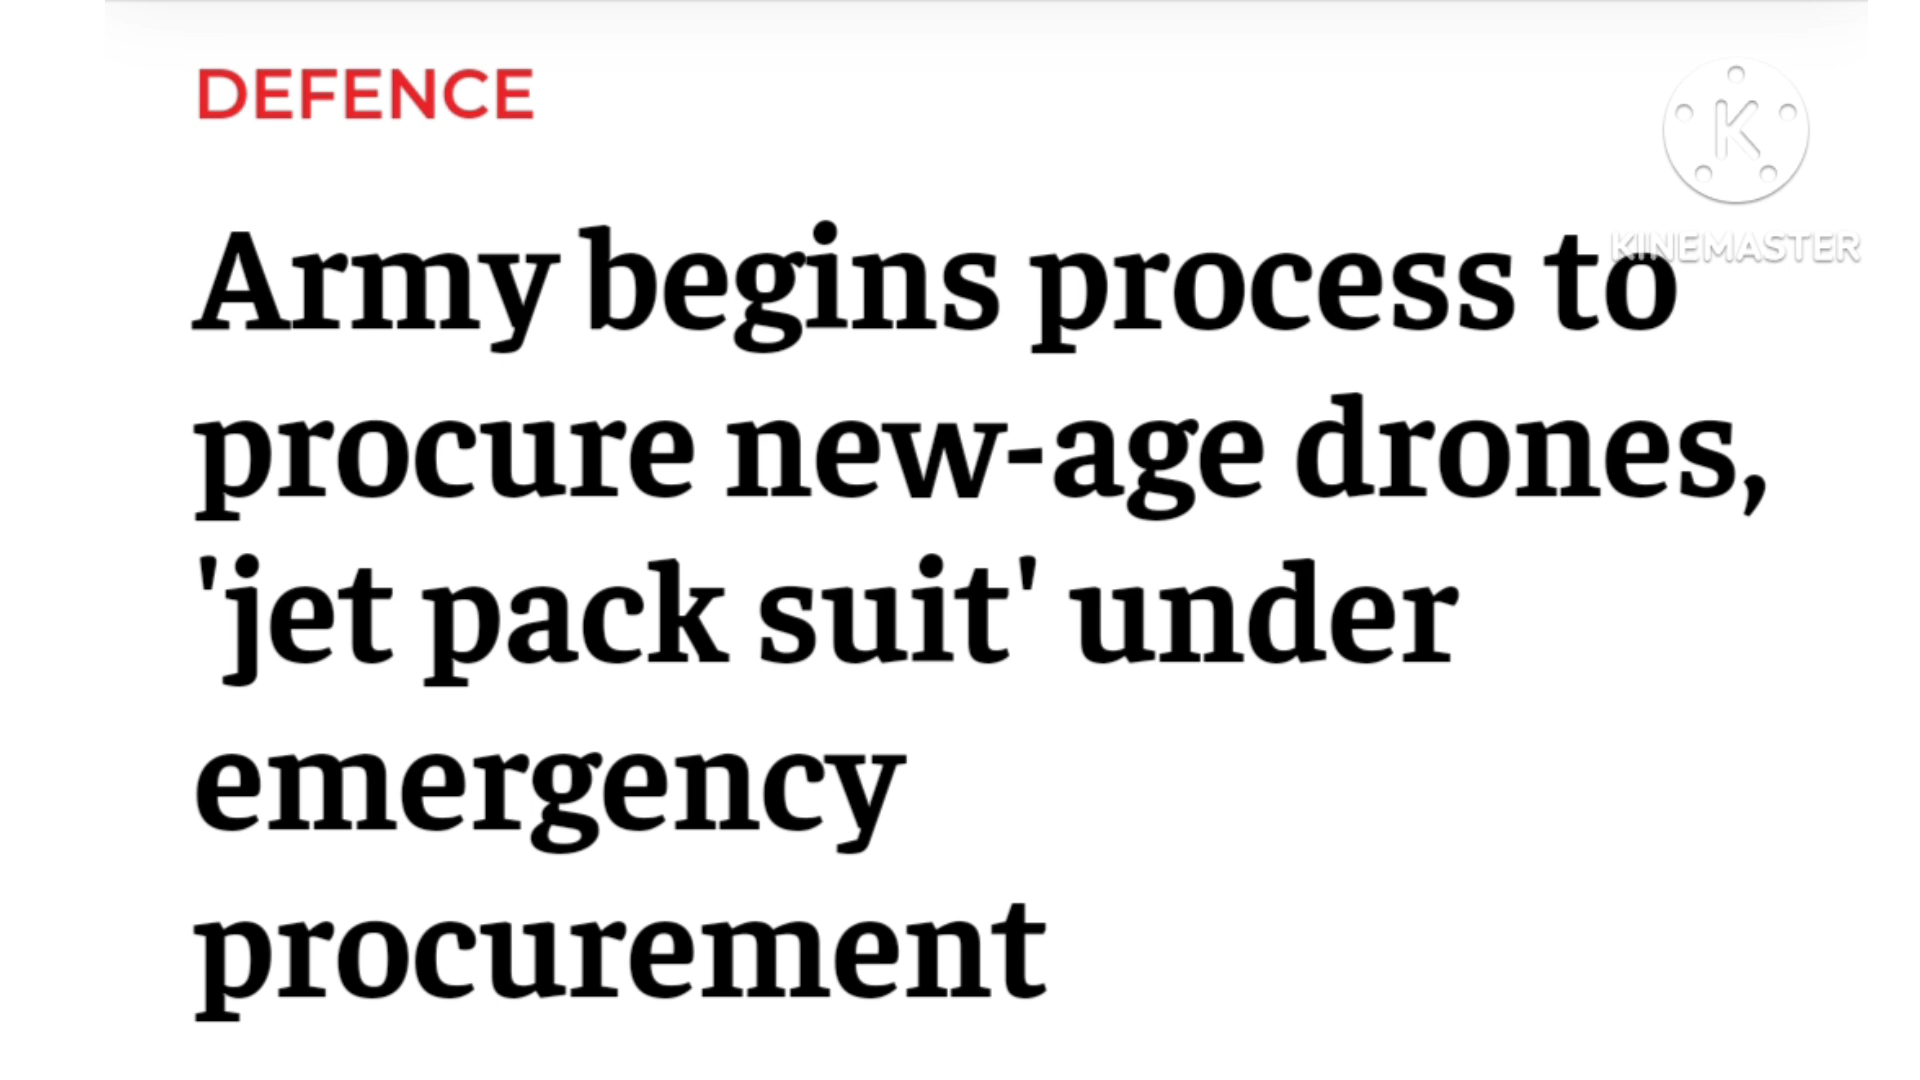 DEFENCE
K
KINEMASTER
Army begins process to
procure new-age drones,
'jet pack suit' under
emergency
procurement